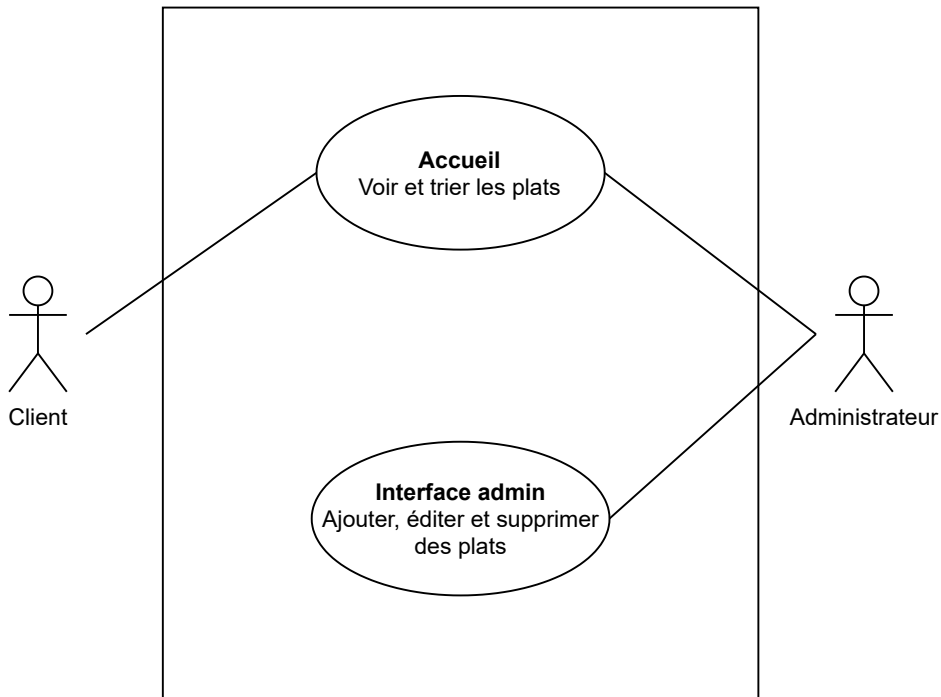 Accueil
Voir et trier les plats
Client
Administrateur
Interface admin
Ajouter, éditer et supprimer
des plats